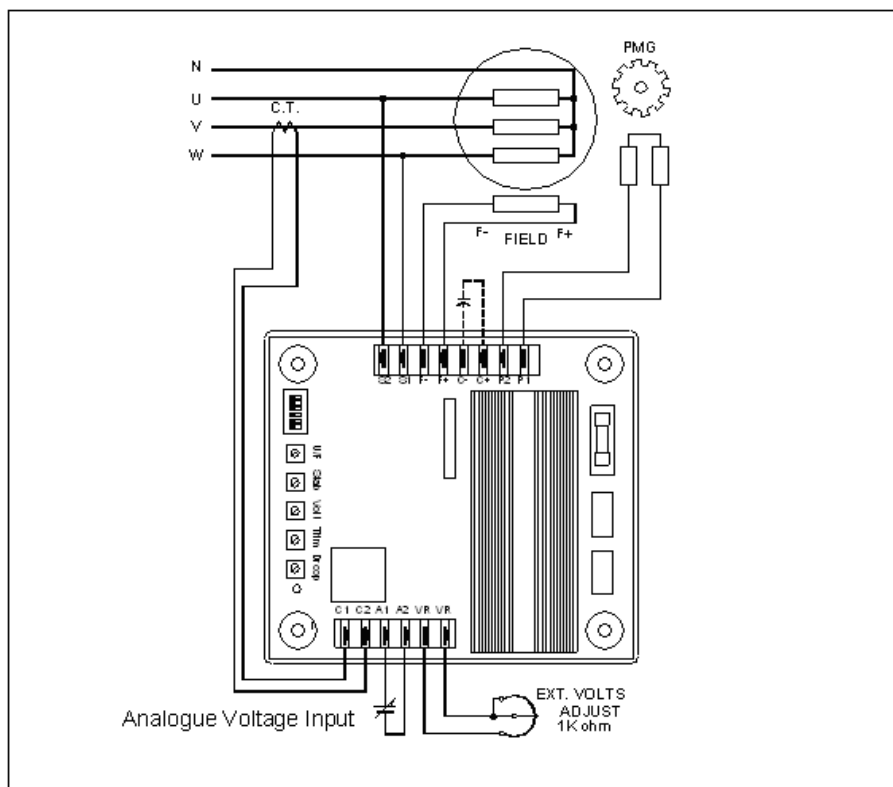 PMG
N
U
C.T.
V
W
F- FIELD F+
S2 S1 F- F+ C- C+ P2 P1
U/F
Stab
Volt
Trim
Droop
C1 C2 A1 A2 VR VR
Analogue Voltage Input
EXT. VOLTS
ADJUST
1K ohm